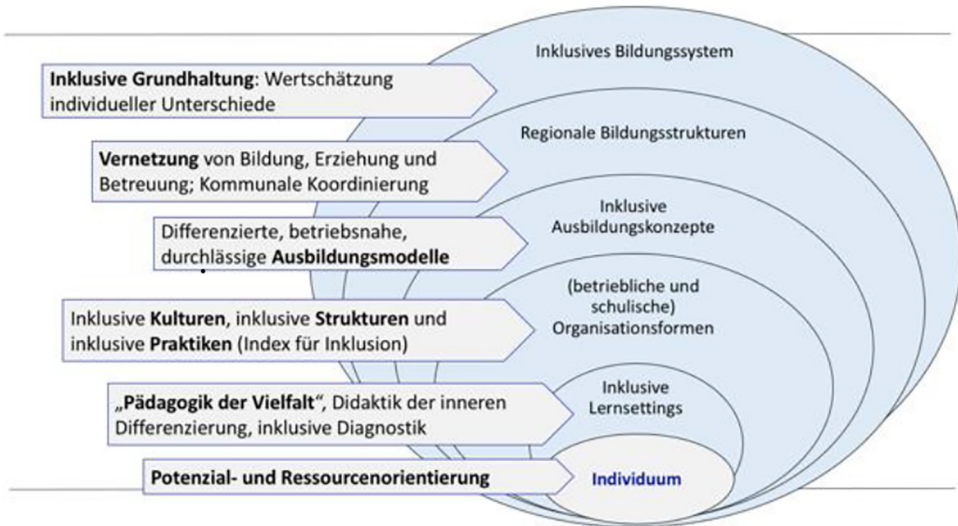 Inklusives Bildungssystem
Inklusive Grundhaltung: Wertschätzung
individueller Unterschiede
Regionale Bildungsstrukturen
Vernetzung von Bildung, Erziehung und
Betreuung; Kommunale Koordinierung
Inklusive
Ausbildungskonzepte
Differenzierte, betriebsnahe,
durchlässige Ausbildungsmodelle
(betriebliche und
schulische)
Organisationsformen
Inklusive Kulturen, inklusive Strukturen und
inklusive Praktiken (Index für Inklusion)
Inklusive
Lernsettings
„Pädagogik der Vielfalt“, Didaktik der inneren
Differenzierung, inklusive Diagnostik
Potenzial- und Ressourcenorientierung
Individuum